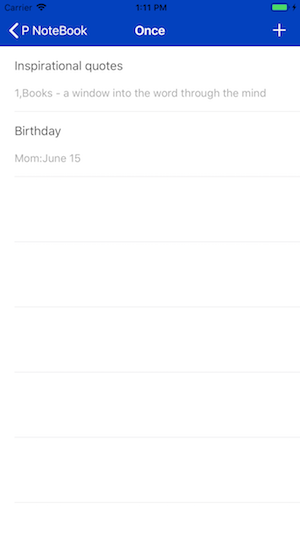 Carrier 1:11 PM
P NoteBook Once +
Inspirational quotes
1,Books - a window into the word through the mind
Birthday
Mom:June 15